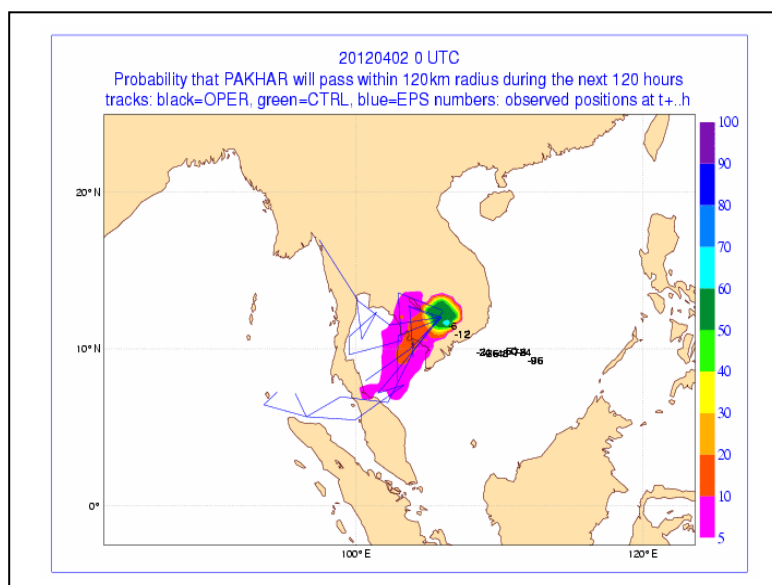 20120402 0 UTC
Probability that PAKHAR will pass within 120km radius during the next 120 hours
tracks: black=OPER, green=CTRL, blue=EPS numbers: observed positions at t+..h
100
90
80
70
60
50
40
30
20
10
5
20°N
10°N
0°
100°E
120°E
-6
-12
-96